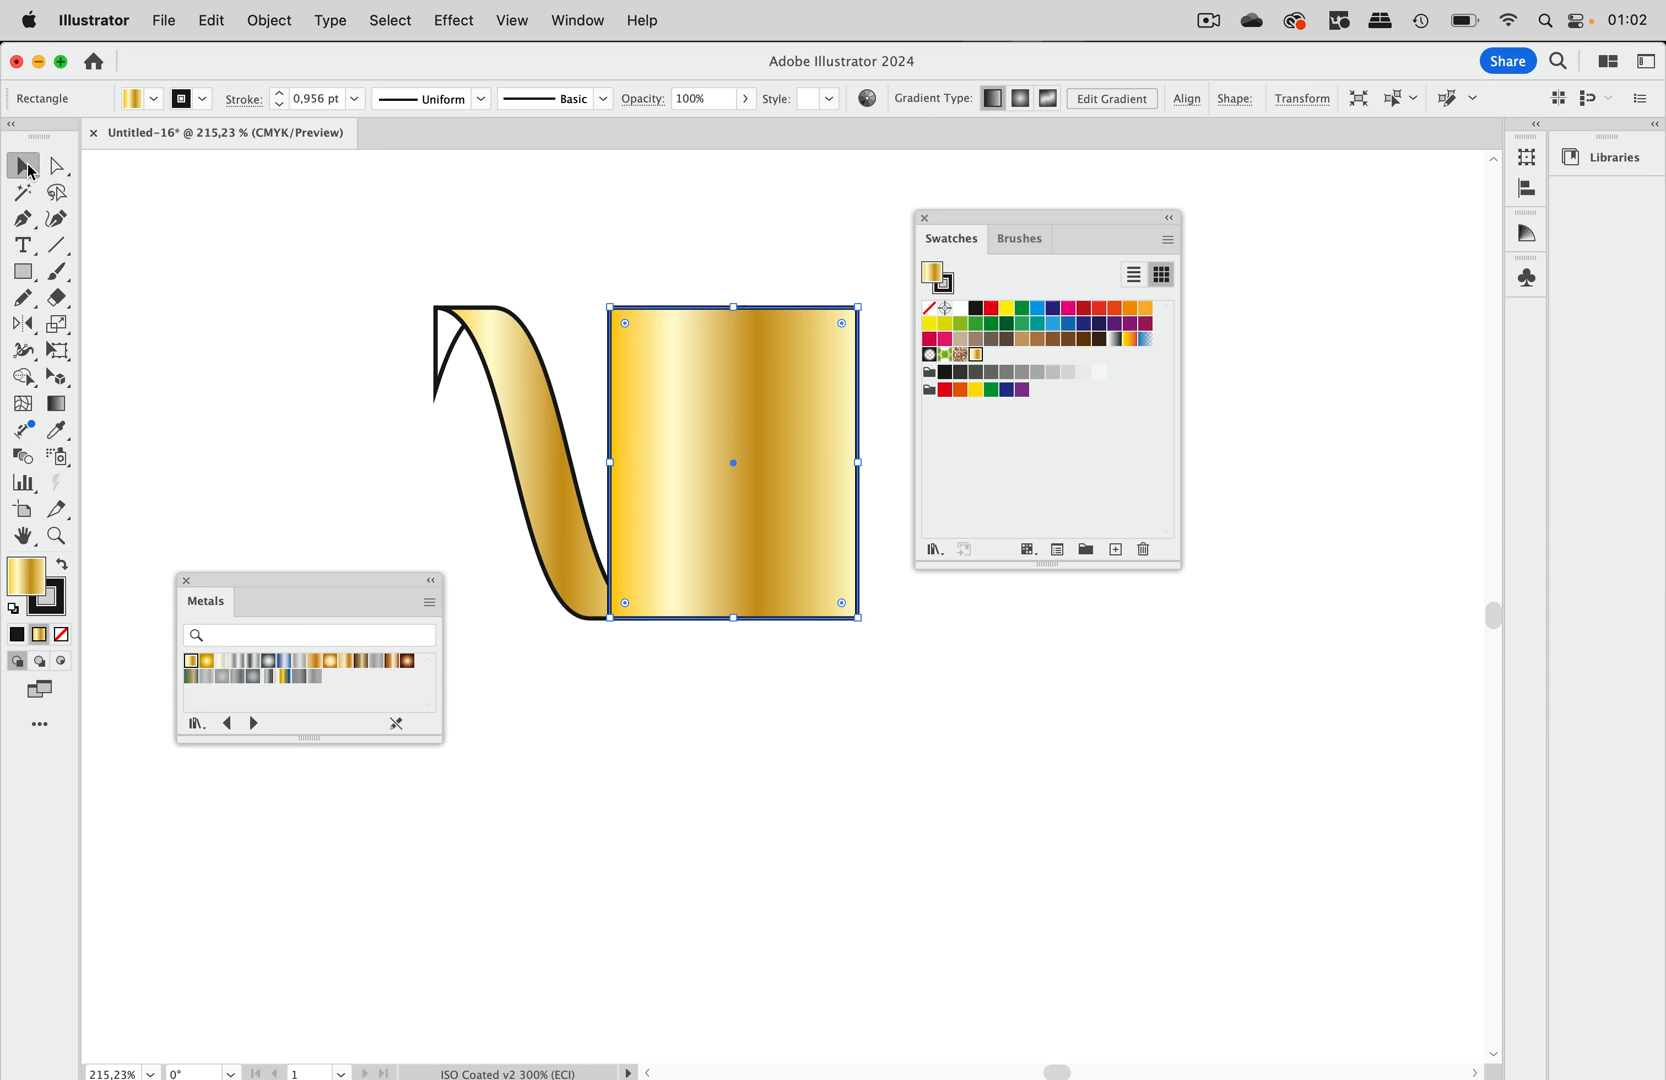 Illustrator File Edit Object Type Select Effect View Window Help 01:02
Adobe Illustrator 2024 Share
Rectangle Stroke: 0,956 pt Uniform Basic Opacity: 100% Style: Gradient Type: Edit Gradient Align Shape: Transform
Untitled-16* @ 215,23 % (CMYK/Preview)
Libraries
Swatches Brushes
Metals
215,23% 0° 1 ISO Coated v2 300% (ECI)